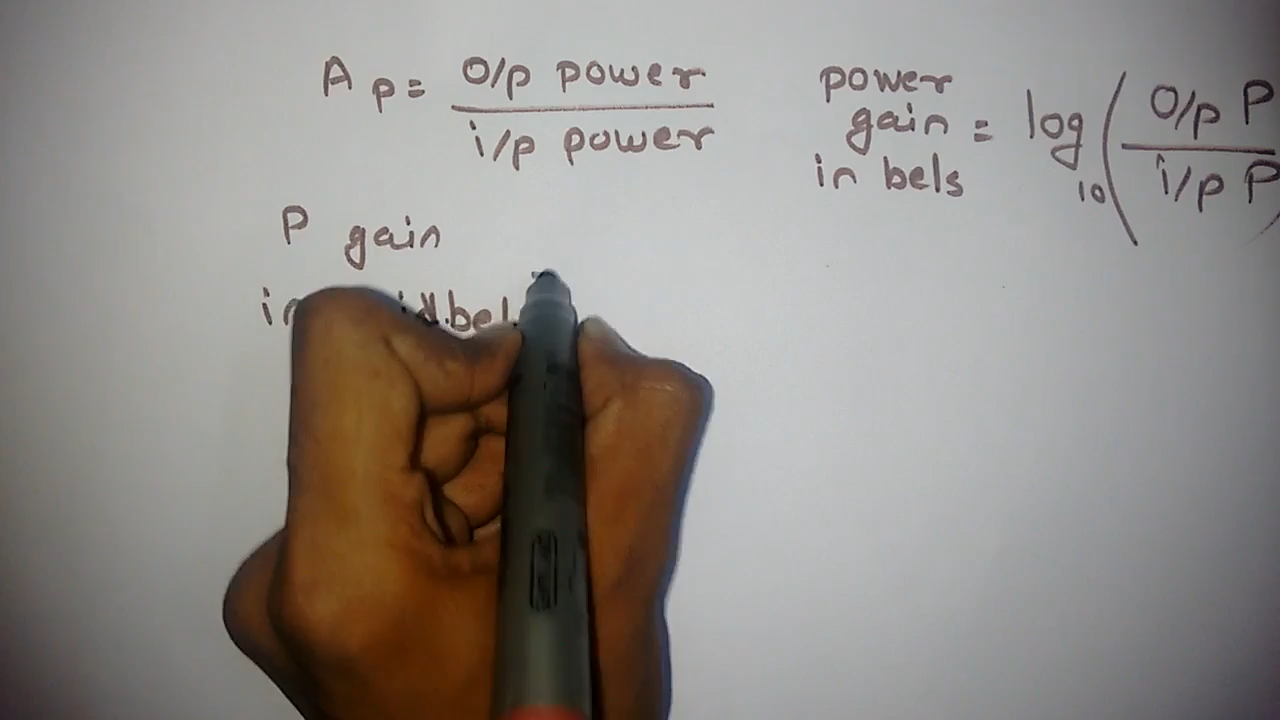 A p = O/p power
i/p power
power
gain = log 10 ( O/p P
in bels i/p P )
P gain